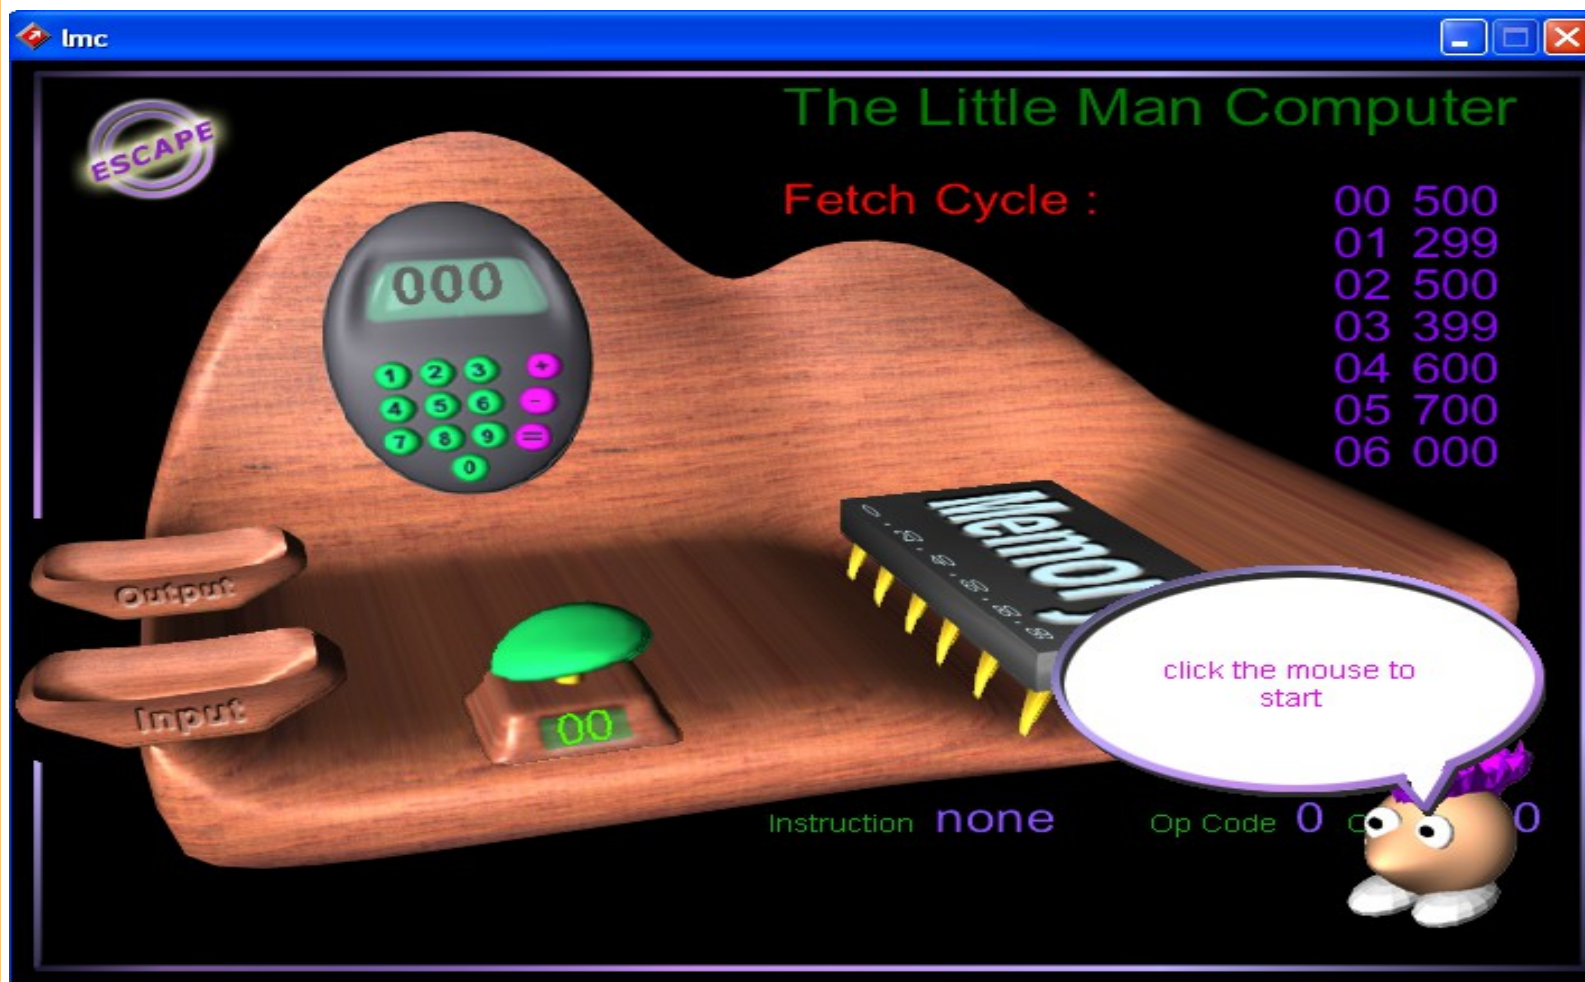 lmc
ESCAPE
The Little Man Computer
Fetch Cycle :
00 500
01 299
02 500
03 399
04 600
05 700
06 000
000
1 2 3 +
4 5 6 -
7 8 9 =
0
Memory
Output
Input
00
click the mouse to
start
Instruction none Op Code 0 0